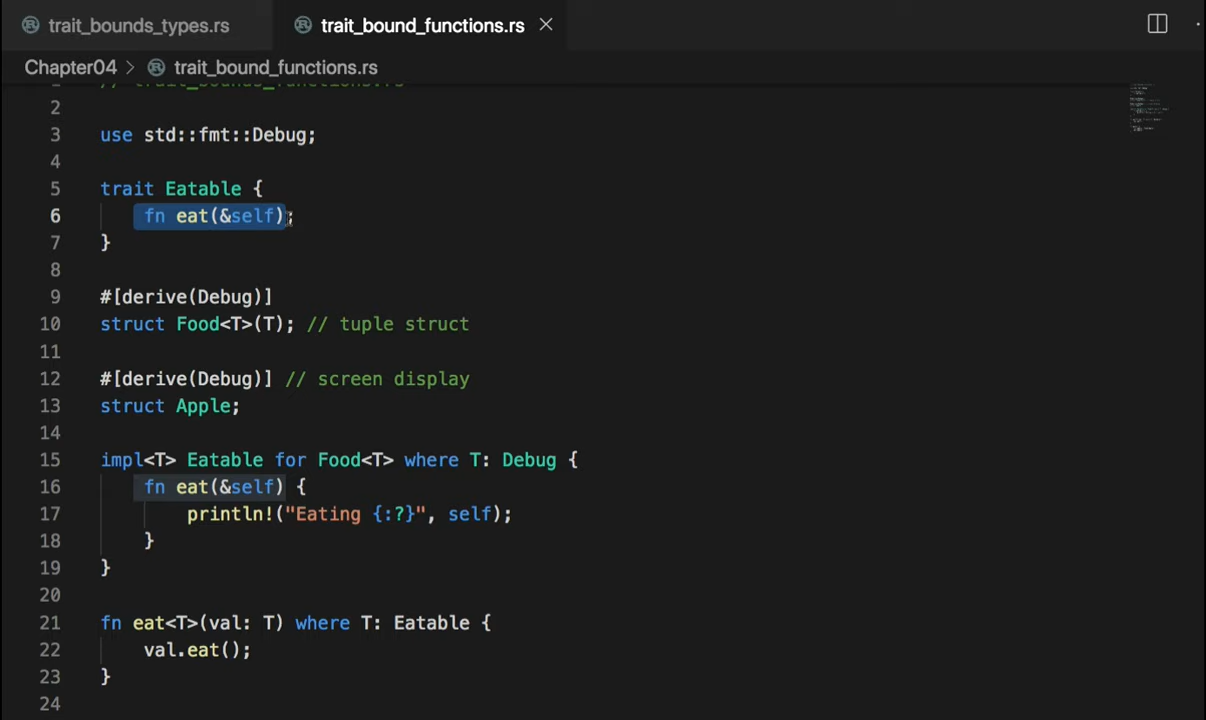 trait_bounds_types.rs
trait_bound_functions.rs
Chapter04 > trait_bound_functions.rs
1 // trait_bounds_functions.rs
2
3 use std::fmt::Debug;
4
5 trait Eatable {
6 fn eat(&self);
7 }
8
9 #[derive(Debug)]
10 struct Food<T>(T); // tuple struct
11
12 #[derive(Debug)] // screen display
13 struct Apple;
14
15 impl<T> Eatable for Food<T> where T: Debug {
16 fn eat(&self) {
17 println!("Eating {:?}", self);
18 }
19 }
20
21 fn eat<T>(val: T) where T: Eatable {
22 val.eat();
23 }
24